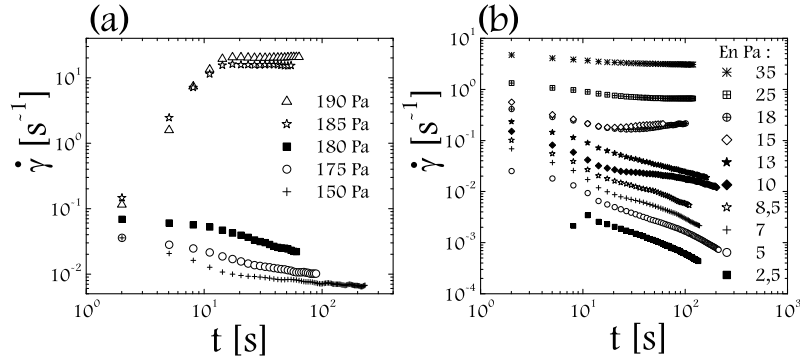 (a)
10¹
10⁰
10⁻¹
10⁻²
γ̇ [s⁻¹]
190 Pa
185 Pa
180 Pa
175 Pa
150 Pa
10⁰
10¹
10²
t [s]
(b)
10¹
10⁰
10⁻¹
10⁻²
10⁻³
10⁻⁴
γ̇ [s⁻¹]
En Pa :
35
25
18
15
13
10
8,5
7
5
2,5
10⁰
10¹
10²
10³
t [s]